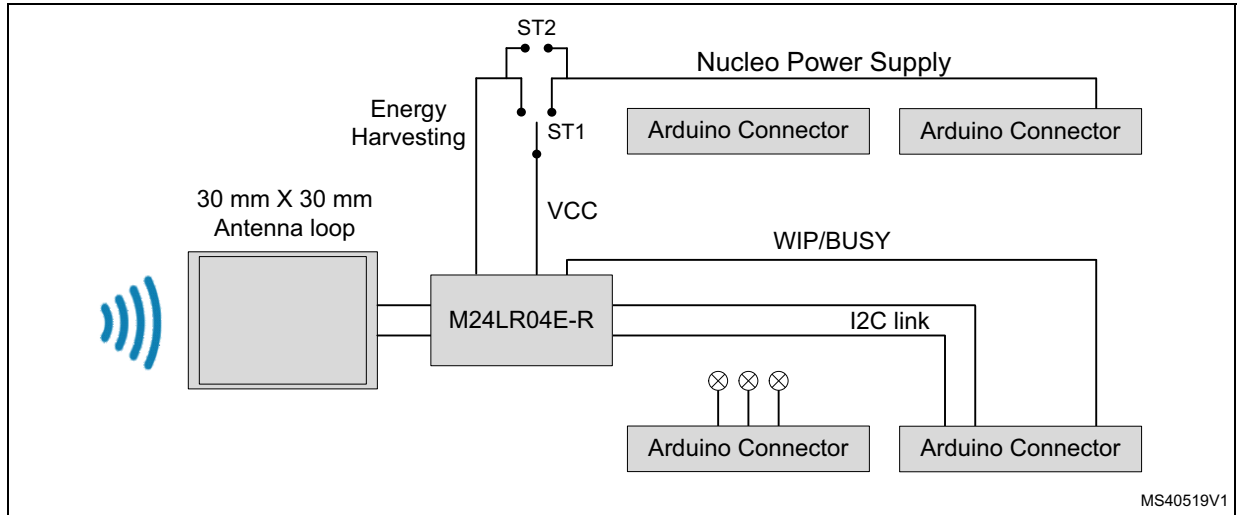 ST2
Nucleo Power Supply
Energy
Harvesting
ST1
Arduino Connector
Arduino Connector
30 mm X 30 mm
Antenna loop
VCC
WIP/BUSY
M24LR04E-R
I2C link
Arduino Connector
Arduino Connector
MS40519V1